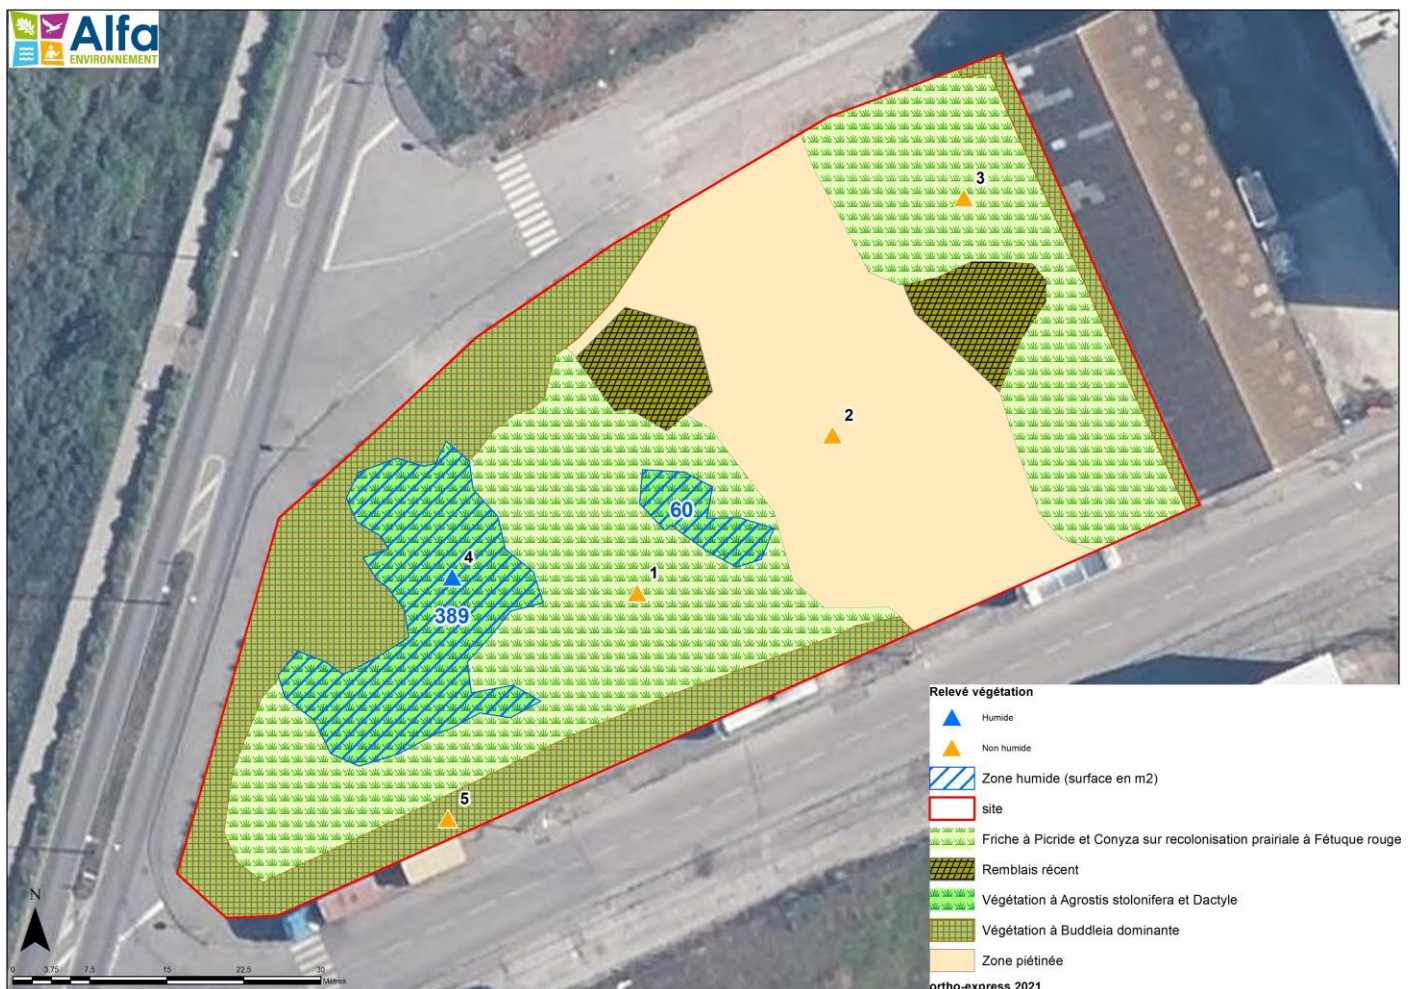 Alfa
ENVIRONNEMENT
3
2
60
4
1
389
5
Relevé végétation
Humide
Non humide
Zone humide (surface en m2)
site
Friche à Picride et Conyza sur recolonisation prairiale à Fétuque rouge
Remblais récent
Végétation à Agrostis stolonifera et Dactyle
Végétation à Buddleia dominante
Zone piétinée
ortho-express 2021
N
0 3,75 7,5 15 22,5 30
Mètres